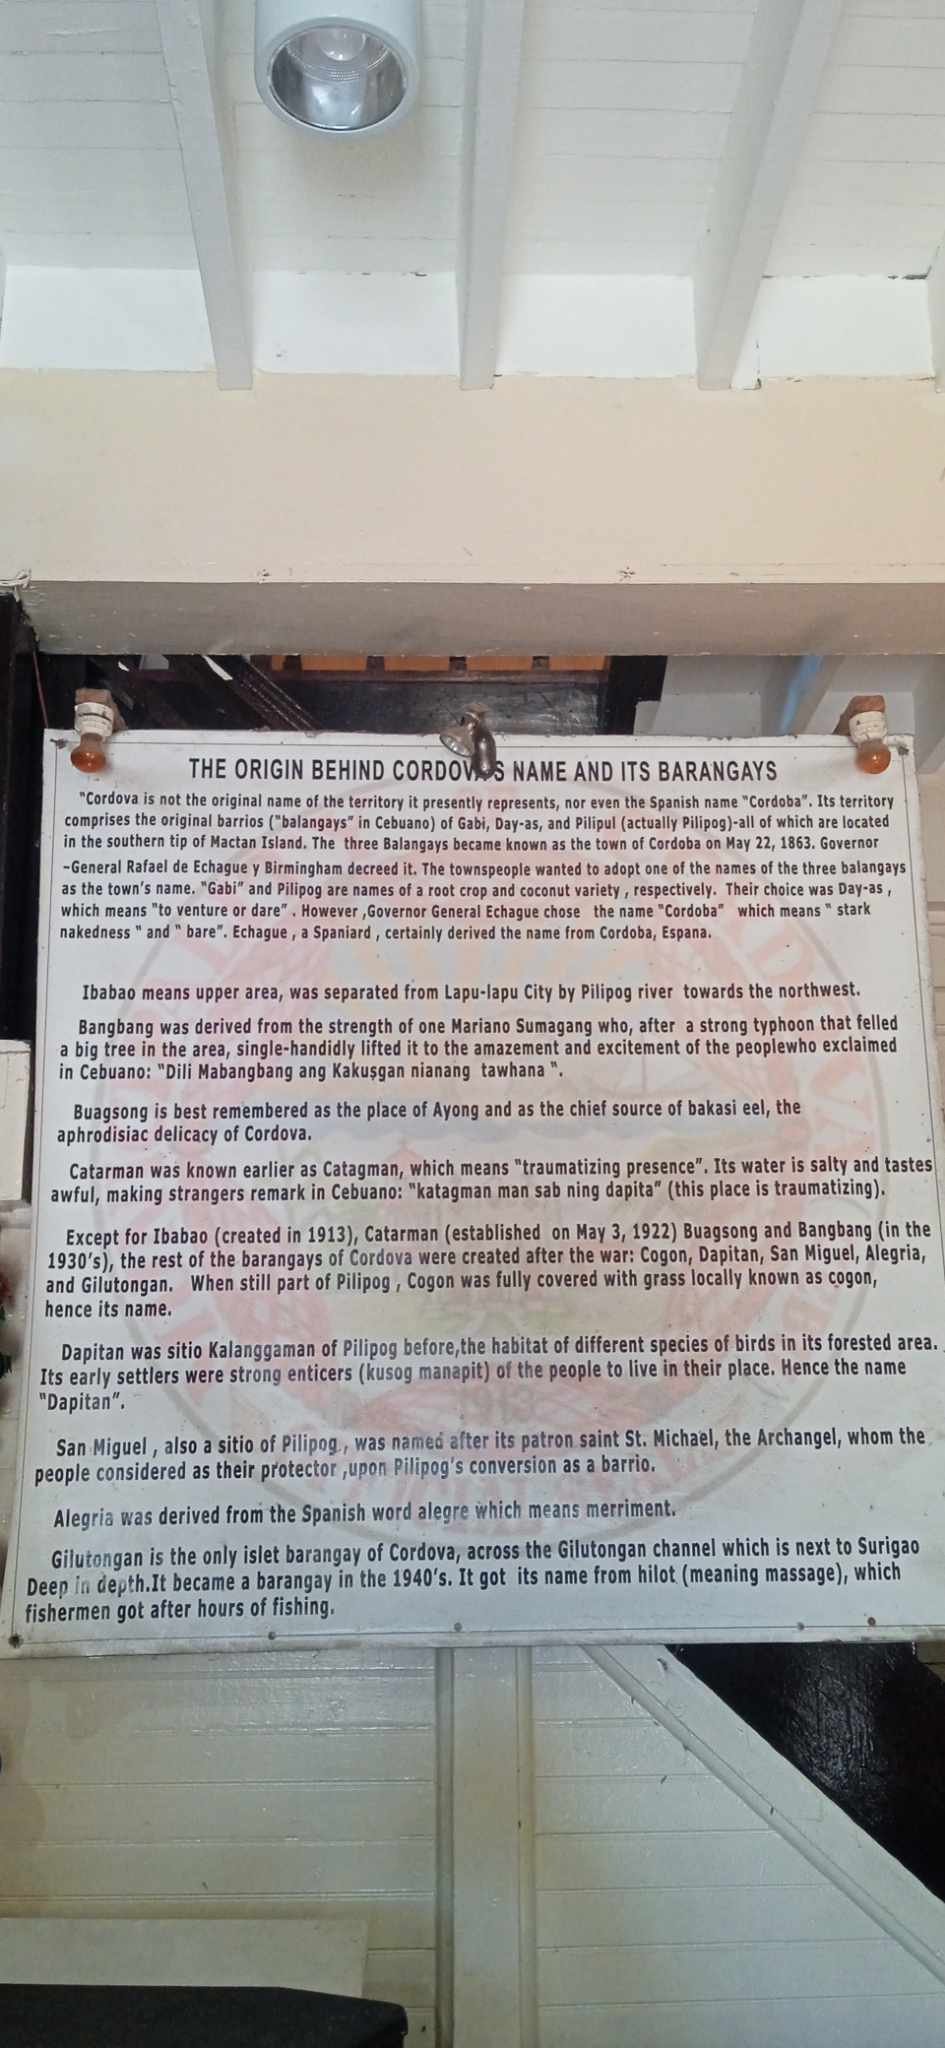 THE ORIGIN BEHIND CORDOVA'S NAME AND ITS BARANGAYS
"Cordova is not the original name of the territory it presently represents, nor even the Spanish name "Cordoba". Its territory
comprises the original barrios ("balangays" in Cebuano) of Gabi, Day-as, and Pilipul (actually Pilipog)-all of which are located
in the southern tip of Mactan Island. The three Balangays became known as the town of Cordoba on May 22, 1863. Governor
-General Rafael de Echague y Birmingham decreed it. The townspeople wanted to adopt one of the names of the three balangays
as the town's name. "Gabi" and Pilipog are names of a root crop and coconut variety , respectively. Their choice was Day-as ,
which means "to venture or dare" . However ,Governor General Echague chose the name "Cordoba" which means " stark
nakedness " and " bare". Echague , a Spaniard , certainly derived the name from Cordoba, Espana.
Ibabao means upper area, was separated from Lapu-lapu City by Pilipog river towards the northwest.
Bangbang was derived from the strength of one Mariano Sumagang who, after a strong typhoon that felled
a big tree in the area, single-handidly lifted it to the amazement and excitement of the peoplewho exclaimed
in Cebuano: "Dili Mabangbang ang Kakusgan nianang tawhana ".
Buagsong is best remembered as the place of Ayong and as the chief source of bakasi eel, the
aphrodisiac delicacy of Cordova.
Catarman was known earlier as Catagman, which means "traumatizing presence". Its water is salty and tastes
awful, making strangers remark in Cebuano: "katagman man sab ning dapita" (this place is traumatizing).
Except for Ibabao (created in 1913), Catarman (established on May 3, 1922) Buagsong and Bangbang (in the
1930's), the rest of the barangays of Cordova were created after the war: Cogon, Dapitan, San Miguel, Alegria,
and Gilutongan. When still part of Pilipog , Cogon was fully covered with grass locally known as cogon,
hence its name.
Dapitan was sitio Kalanggaman of Pilipog before,the habitat of different species of birds in its forested area.
Its early settlers were strong enticers (kusog manapit) of the people to live in their place. Hence the name
"Dapitan".
San Miguel , also a sitio of Pilipog , was named after its patron saint St. Michael, the Archangel, whom the
people considered as their protector ,upon Pilipog's conversion as a barrio.
Alegria was derived from the Spanish word alegre which means merriment.
Gilutongan is the only islet barangay of Cordova, across the Gilutongan channel which is next to Surigao
Deep in depth.It became a barangay in the 1940's. It got its name from hilot (meaning massage), which
fishermen got after hours of fishing.